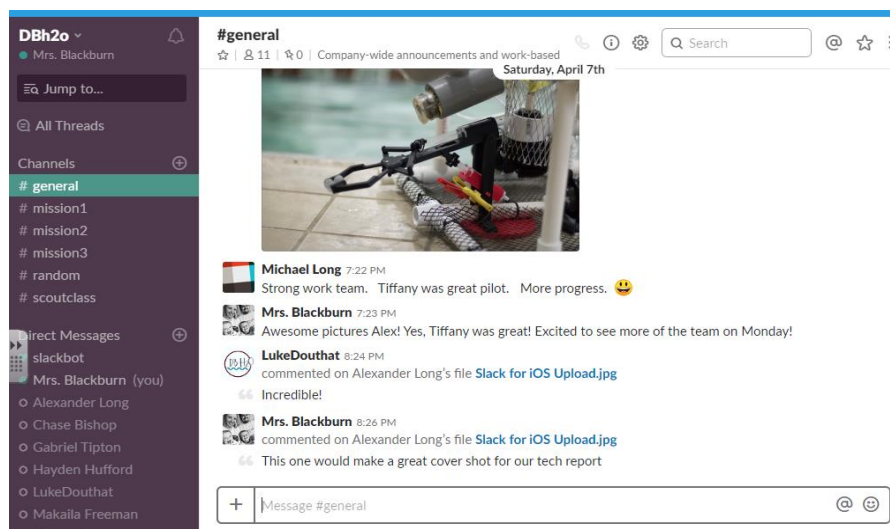 DBh2o
Mrs. Blackburn
Jump to...
All Threads
Channels
# general
# mission1
# mission2
# mission3
# random
# scoutclass
Direct Messages
slackbot
Mrs. Blackburn (you)
Alexander Long
Chase Bishop
Gabriel Tipton
Hayden Hufford
LukeDouthat
Makaila Freeman
#general
11 | 0 | Company-wide announcements and work-based
Search
Saturday, April 7th
Michael Long 7:22 PM
Strong work team. Tiffany was great pilot. More progress. 😃
Mrs. Blackburn 7:23 PM
Awesome pictures Alex! Yes, Tiffany was great! Excited to see more of the team on Monday!
LukeDouthat 8:24 PM
commented on Alexander Long's file Slack for iOS Upload.jpg
Incredible!
Mrs. Blackburn 8:26 PM
commented on Alexander Long's file Slack for iOS Upload.jpg
This one would make a great cover shot for our tech report
Message #general